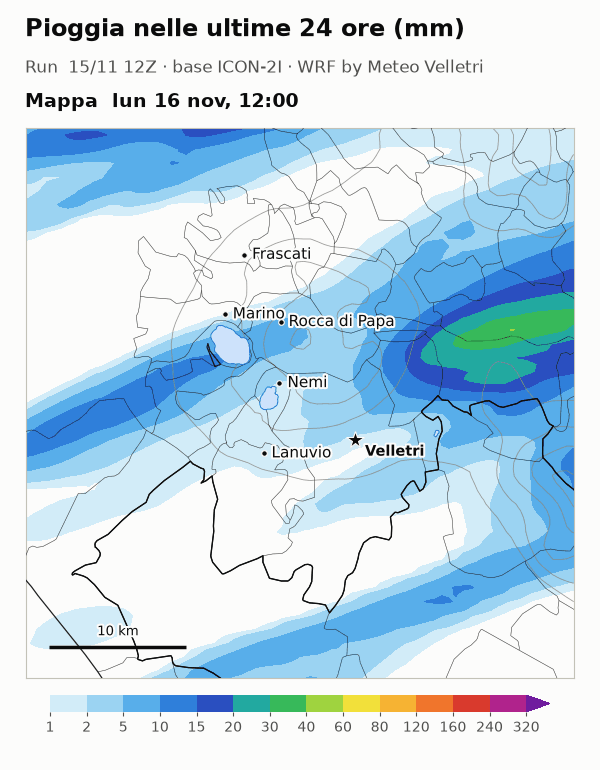 Pioggia nelle ultime 24 ore (mm)
Run  15/11 12Z · base ICON-2I · WRF by Meteo Velletri
Mappa  lun 16 nov, 12:00
Frascati
Marino
Rocca di Papa
Nemi
Velletri
Lanuvio
10 km
1 2 5 10 15 20 30 40 60 80 120 160 240 320